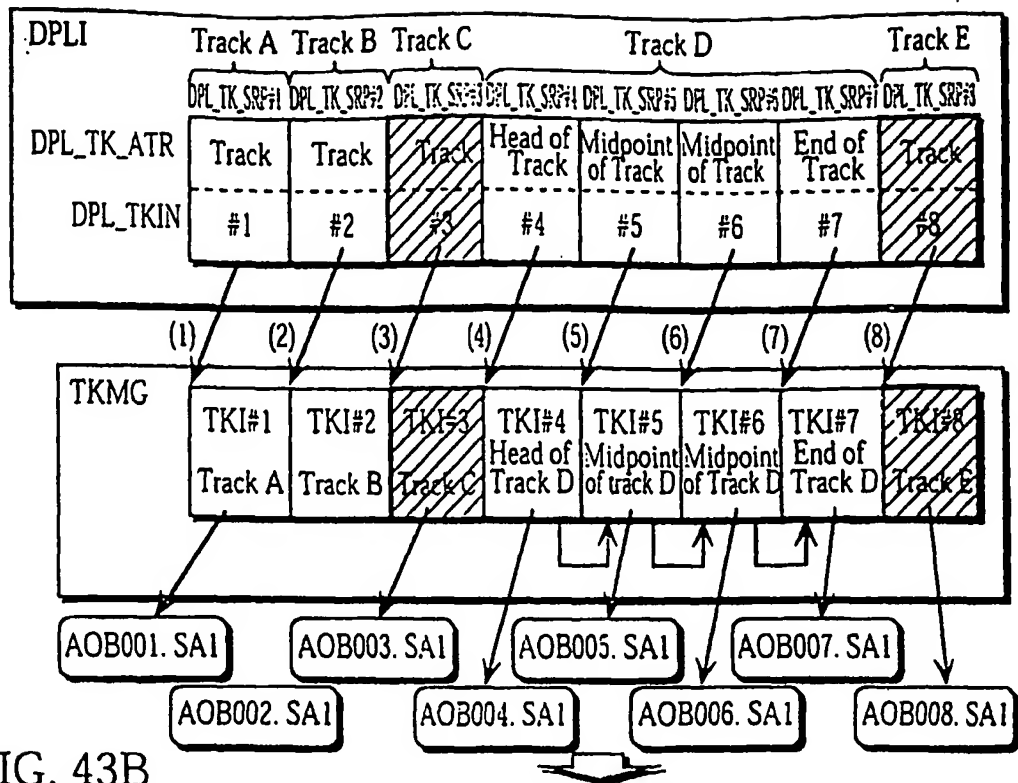 DPLI
Track A Track B Track C Track D Track E
DPL_TK_SRP#1 DPL_TK_SRP#2 DPL_TK_SRP#3 DPL_TK_SRP#4 DPL_TK_SRP#5 DPL_TK_SRP#6 DPL_TK_SRP#7 DPL_TK_SRP#8
DPL_TK_ATR Track Track Track Head of Track Midpoint of Track Midpoint of Track End of Track Track
DPL_TKIN #1 #2 #3 #4 #5 #6 #7 #8
(1) (2) (3) (4) (5) (6) (7) (8)
TKMG
TKI#1 TKI#2 TKI#3 TKI#4 TKI#5 TKI#6 TKI#7 TKI#8
Head of Midpoint Midpoint End of
Track A Track B Track C Track D of track D of Track D Track D Track E
AOB001. SA1 AOB003. SA1 AOB005. SA1 AOB007. SA1
AOB002. SA1 AOB004. SA1 AOB006. SA1 AOB008. SA1
IG. 43B